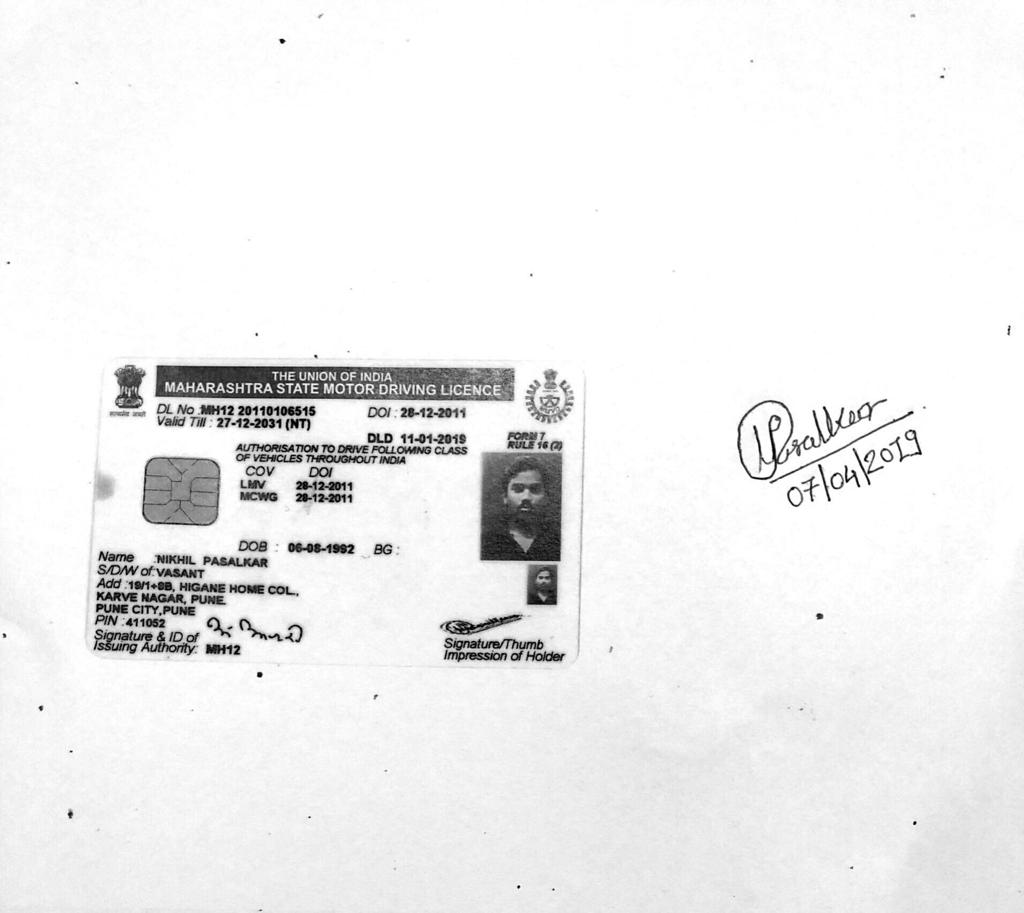 THE UNION OF INDIA
MAHARASHTRA STATE MOTOR DRIVING LICENCE
सत्यमेव जयते
DL No : MH12 20110106515 DOI : 28-12-2011
Valid Till : 27-12-2031 (NT)
DLD 11-01-2019
FORM 7
RULE 16 (2)
AUTHORISATION TO DRIVE FOLLOWING CLASS
OF VEHICLES THROUGHOUT INDIA
COV DOI
LMV 28-12-2011
MCWG 28-12-2011
DOB : 06-08-1992 BG :
Name : NIKHIL PASALKAR
S/D/W of : VASANT
Add : 19/1+8B, HIGANE HOME COL.,
KARVE NAGAR, PUNE
PUNE CITY,PUNE
PIN : 411052
Signature & ID of
Issuing Authority: MH12
Signature/Thumb
Impression of Holder
Pasalkar
07/04/2019